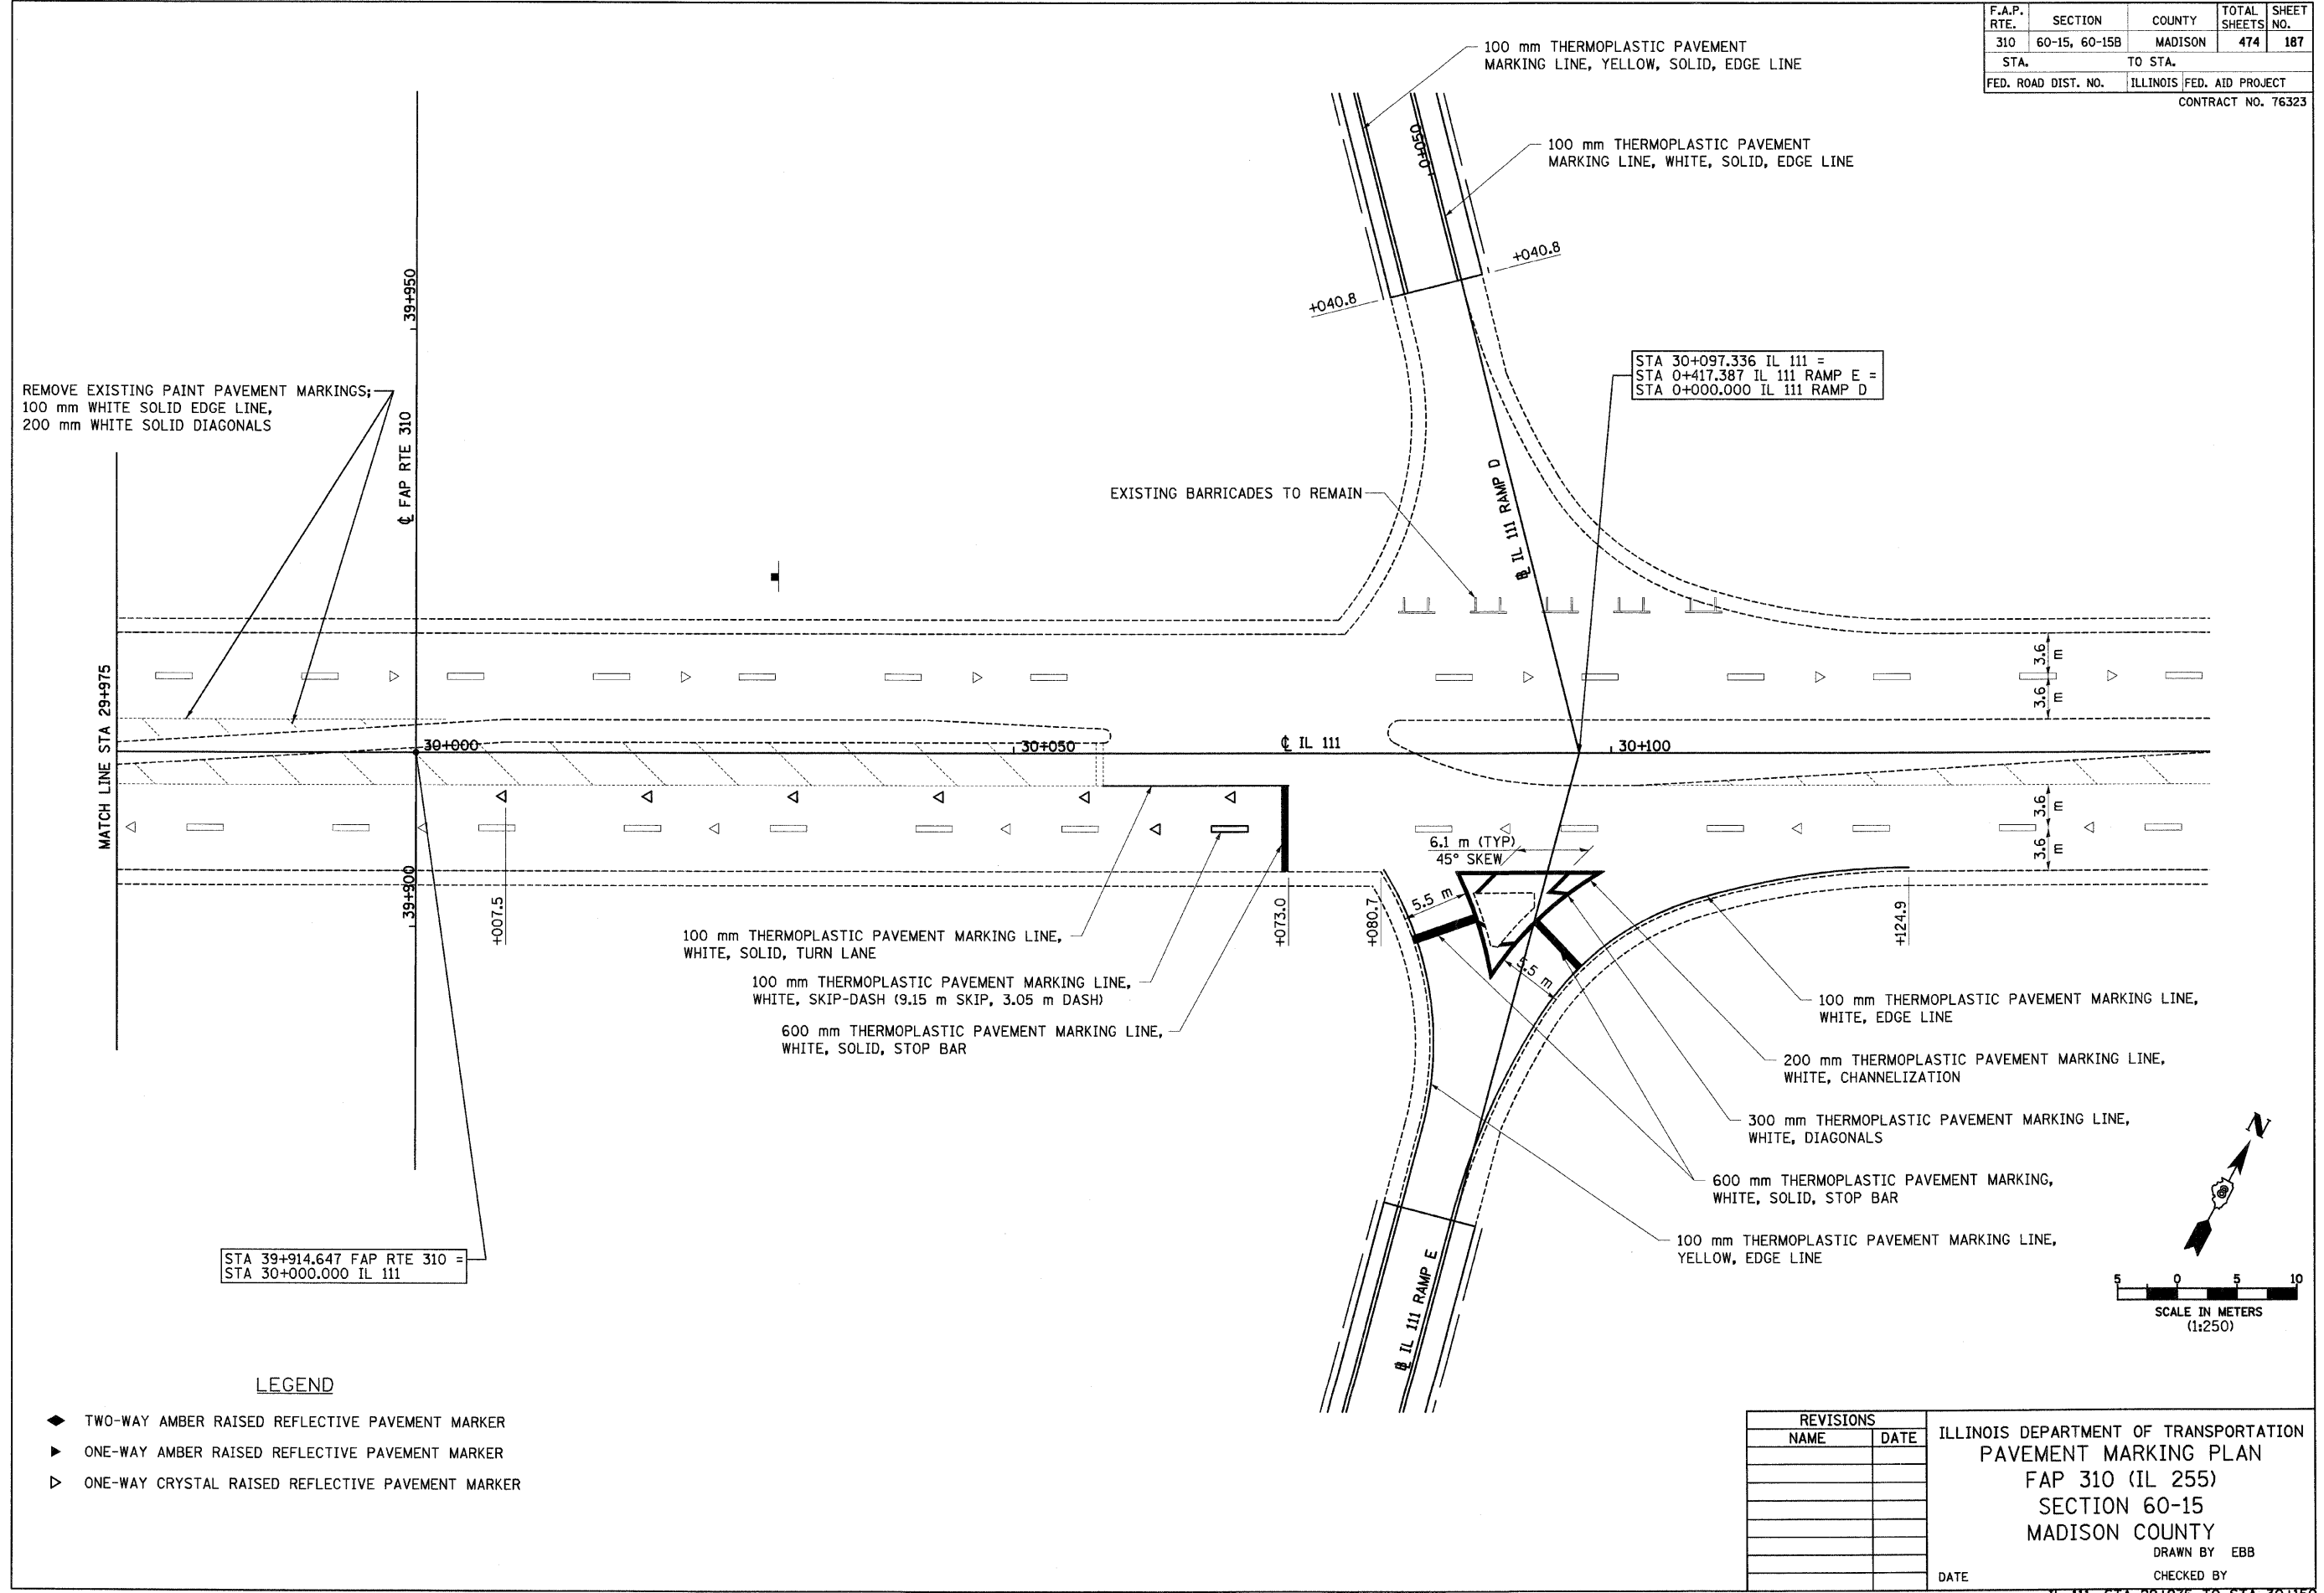 F.A.P. RTE. SECTION COUNTY TOTAL SHEETS SHEET NO.
310 60-15, 60-15B MADISON 474 187
STA. TO STA.
FED. ROAD DIST. NO. ILLINOIS FED. AID PROJECT
CONTRACT NO. 76323
100 mm THERMOPLASTIC PAVEMENT
MARKING LINE, YELLOW, SOLID, EDGE LINE
100 mm THERMOPLASTIC PAVEMENT
MARKING LINE, WHITE, SOLID, EDGE LINE
0+050
+040.8
+040.8
39+950
STA 30+097.336 IL 111 =
STA 0+417.387 IL 111 RAMP E =
STA 0+000.000 IL 111 RAMP D
REMOVE EXISTING PAINT PAVEMENT MARKINGS;
100 mm WHITE SOLID EDGE LINE,
200 mm WHITE SOLID DIAGONALS
℄ FAP RTE 310
EXISTING BARRICADES TO REMAIN
BL IL 111 RAMP D
MATCH LINE STA 29+975
3.6 m
3.6 m
30+000
30+050
℄ IL 111
30+100
3.6 m
3.6 m
6.1 m (TYP)
45° SKEW
39+900
+007.5
+073.0
+080.7
5.5 m
5.5 m
+124.9
100 mm THERMOPLASTIC PAVEMENT MARKING LINE,
WHITE, SOLID, TURN LANE
100 mm THERMOPLASTIC PAVEMENT MARKING LINE,
WHITE, SKIP-DASH (9.15 m SKIP, 3.05 m DASH)
600 mm THERMOPLASTIC PAVEMENT MARKING LINE,
WHITE, SOLID, STOP BAR
100 mm THERMOPLASTIC PAVEMENT MARKING LINE,
WHITE, EDGE LINE
200 mm THERMOPLASTIC PAVEMENT MARKING LINE,
WHITE, CHANNELIZATION
300 mm THERMOPLASTIC PAVEMENT MARKING LINE,
WHITE, DIAGONALS
600 mm THERMOPLASTIC PAVEMENT MARKING,
WHITE, SOLID, STOP BAR
100 mm THERMOPLASTIC PAVEMENT MARKING LINE,
YELLOW, EDGE LINE
N
STA 39+914.647 FAP RTE 310 =
STA 30+000.000 IL 111
BL IL 111 RAMP E
5 0 5 10
SCALE IN METERS
(1:250)
LEGEND
TWO-WAY AMBER RAISED REFLECTIVE PAVEMENT MARKER
ONE-WAY AMBER RAISED REFLECTIVE PAVEMENT MARKER
ONE-WAY CRYSTAL RAISED REFLECTIVE PAVEMENT MARKER
REVISIONS
NAME DATE
ILLINOIS DEPARTMENT OF TRANSPORTATION
PAVEMENT MARKING PLAN
FAP 310 (IL 255)
SECTION 60-15
MADISON COUNTY
DRAWN BY EBB
DATE CHECKED BY